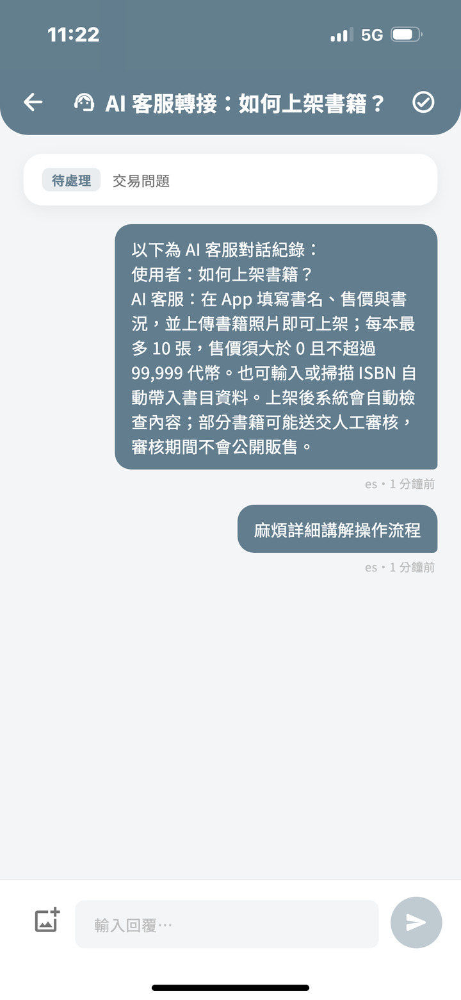 11:22
5G
AI 客服轉接：如何上架書籍？
待處理 交易問題
以下為 AI 客服對話紀錄：
使用者：如何上架書籍？
AI 客服：在 App 填寫書名、售價與書
況，並上傳書籍照片即可上架；每本最
多 10 張，售價須大於 0 且不超過
99,999 代幣。也可輸入或掃描 ISBN 自
動帶入書目資料。上架後系統會自動檢
查內容；部分書籍可能送交人工審核，
審核期間不會公開販售。
es・1 分鐘前
麻煩詳細講解操作流程
es・1 分鐘前
輸入回覆⋯